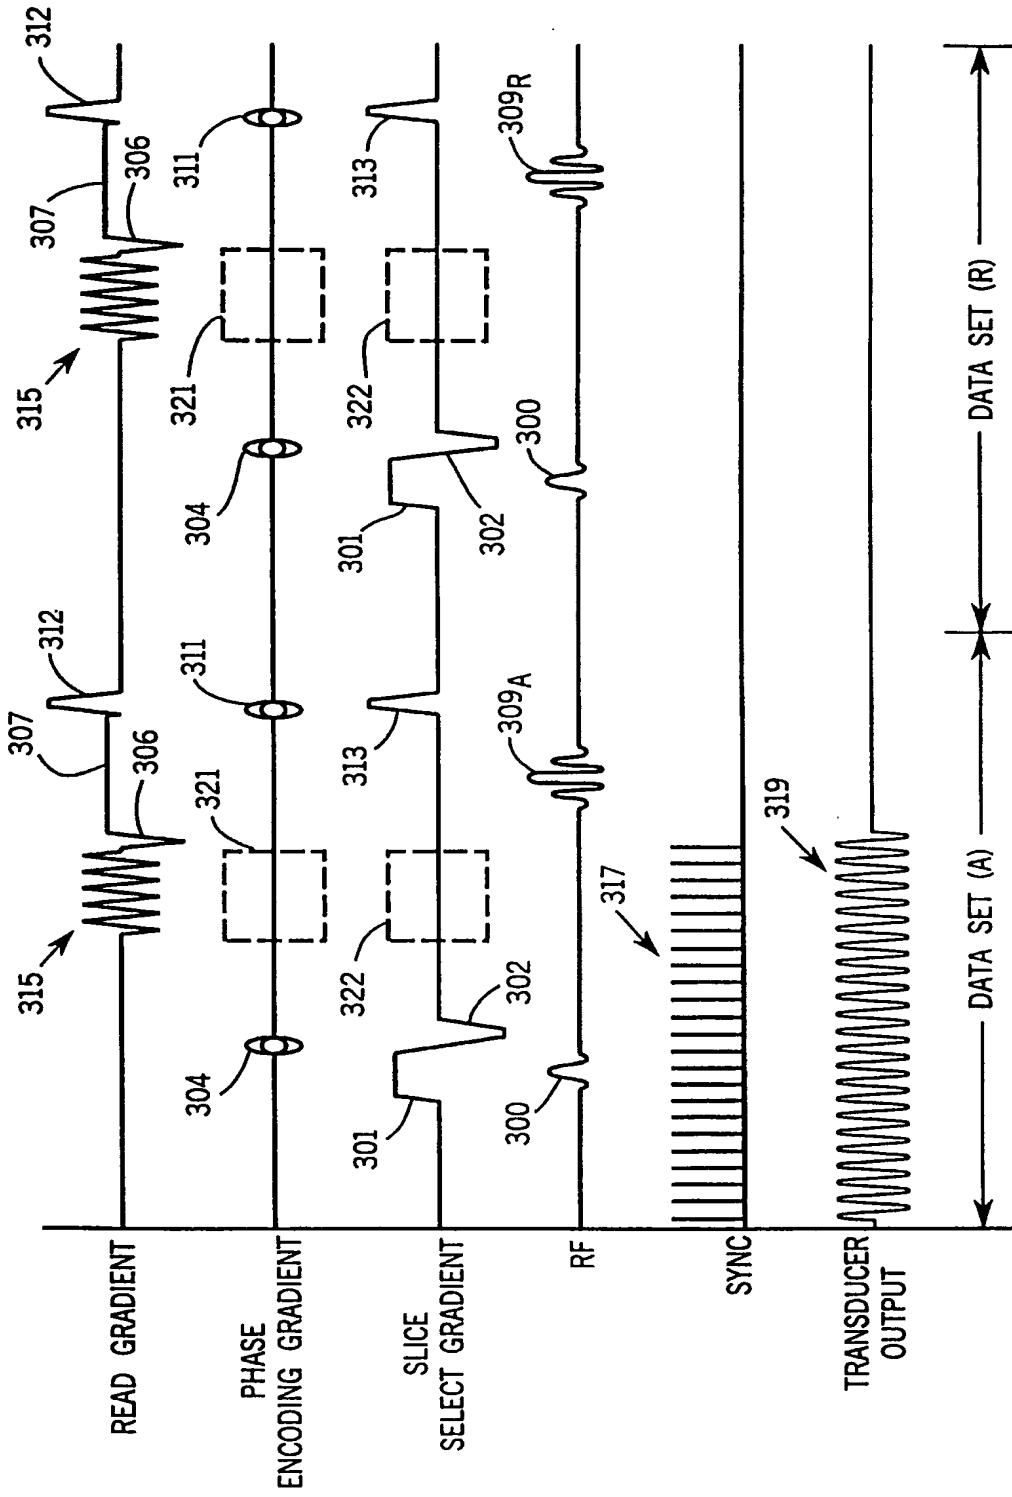 READ GRADIENT
315
307
306
312
315
307
306
312
PHASE
ENCODING GRADIENT
304
321
311
304
321
311
SLICE
SELECT GRADIENT
301
302
322
313
301
302
322
313
RF
300
309A
300
309R
SYNC
317
TRANSDUCER
OUTPUT
319
DATA SET (A)
DATA SET (R)